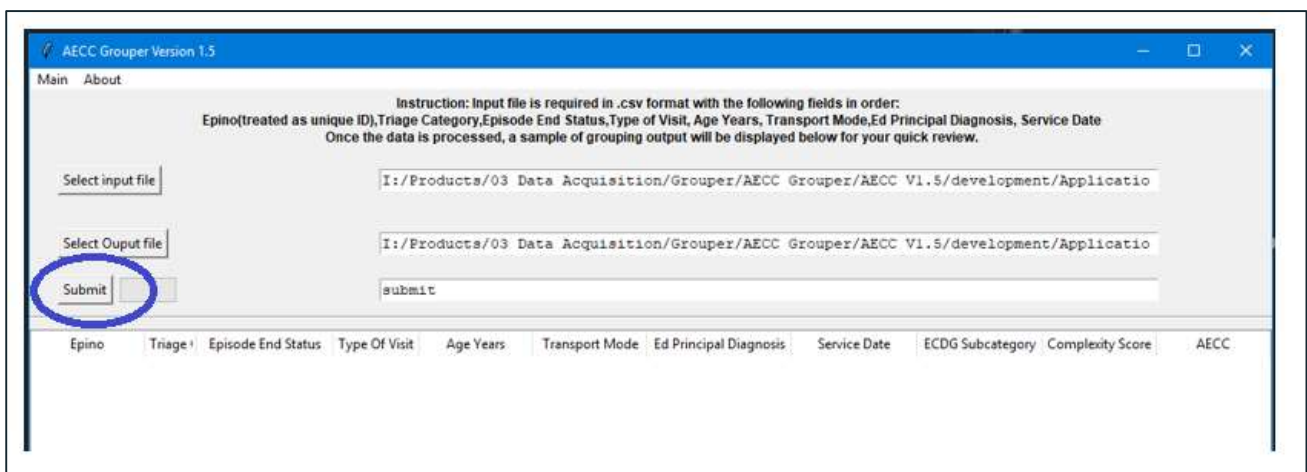 AECC Grouper Version 1.5
Main About
Instruction: Input file is required in .csv format with the following fields in order:
Epino(treated as unique ID),Triage Category,Episode End Status,Type of Visit, Age Years, Transport Mode,Ed Principal Diagnosis, Service Date
Once the data is processed, a sample of grouping output will be displayed below for your quick review.
Select input file I:/Products/03 Data Acquisition/Grouper/AECC Grouper/AECC V1.5/development/Applicatio
Select Ouput file I:/Products/03 Data Acquisition/Grouper/AECC Grouper/AECC V1.5/development/Applicatio
Submit submit
Epino Triage Episode End Status Type Of Visit Age Years Transport Mode Ed Principal Diagnosis Service Date ECDG Subcategory Complexity Score AECC